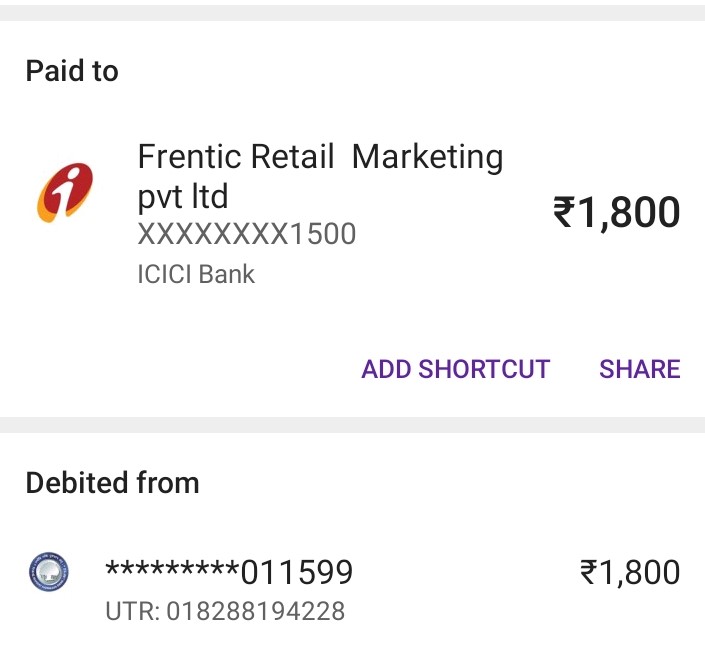 Paid to
Frentic Retail  Marketing
pvt ltd
₹1,800
XXXXXXXX1500
ICICI Bank
ADD SHORTCUT
SHARE
Debited from
*********011599
₹1,800
UTR: 018288194228